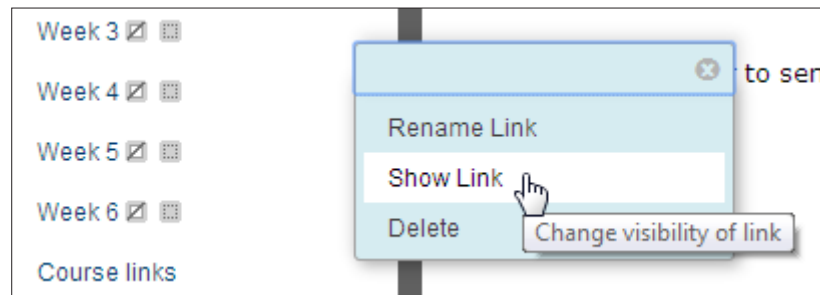 Week 3
Week 4
Week 5
Week 6
Course links
to ser
Rename Link
Show Link
Delete
Change visibility of link